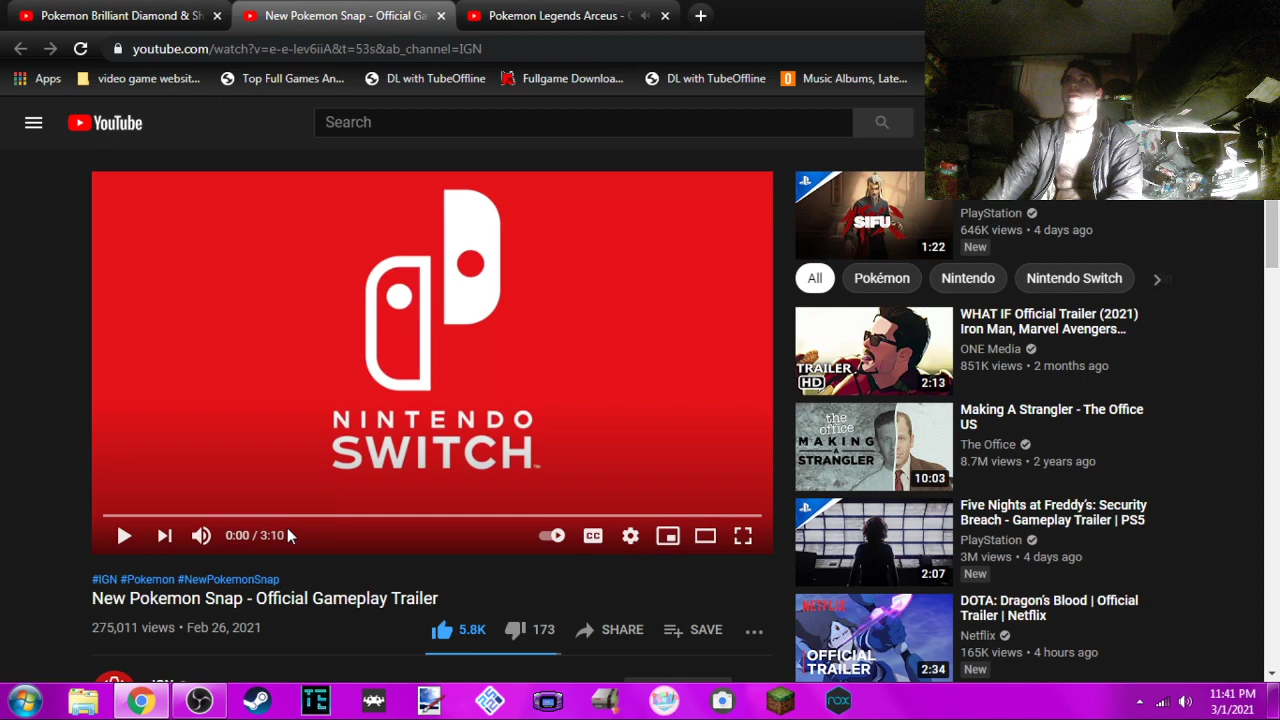 Pokemon Brilliant Diamond & Sh
New Pokemon Snap - Official Ga
Pokemon Legends Arceus - O
youtube.com/watch?v=e-e-Iev6iiA&t=53s&ab_channel=IGN
Apps
video game websit...
Top Full Games An...
DL with TubeOffline
Fullgame Downloa...
DL with TubeOffline
Music Albums, Late...
YouTube
Search
NINTENDO
SWITCH
0:00 / 3:10
CC
#IGN #Pokemon #NewPokemonSnap
New Pokemon Snap - Official Gameplay Trailer
275,011 views • Feb 26, 2021
5.8K
173
SHARE
SAVE
SIFU
1:22
PlayStation
646K views • 4 days ago
New
All
Pokémon
Nintendo
Nintendo Switch
TRAILER
HD
2:13
WHAT IF Official Trailer (2021)
Iron Man, Marvel Avengers...
ONE Media
851K views • 2 months ago
the
office
MAKING
A
STRANGLER
10:03
Making A Strangler - The Office
US
The Office
8.7M views • 2 years ago
2:07
Five Nights at Freddy's: Security
Breach - Gameplay Trailer | PS5
PlayStation
3M views • 4 days ago
New
NETFLIX
OFFICIAL
TRAILER
2:34
DOTA: Dragon's Blood | Official
Trailer | Netflix
Netflix
165K views • 4 hours ago
New
TE
nox
11:41 PM
3/1/2021